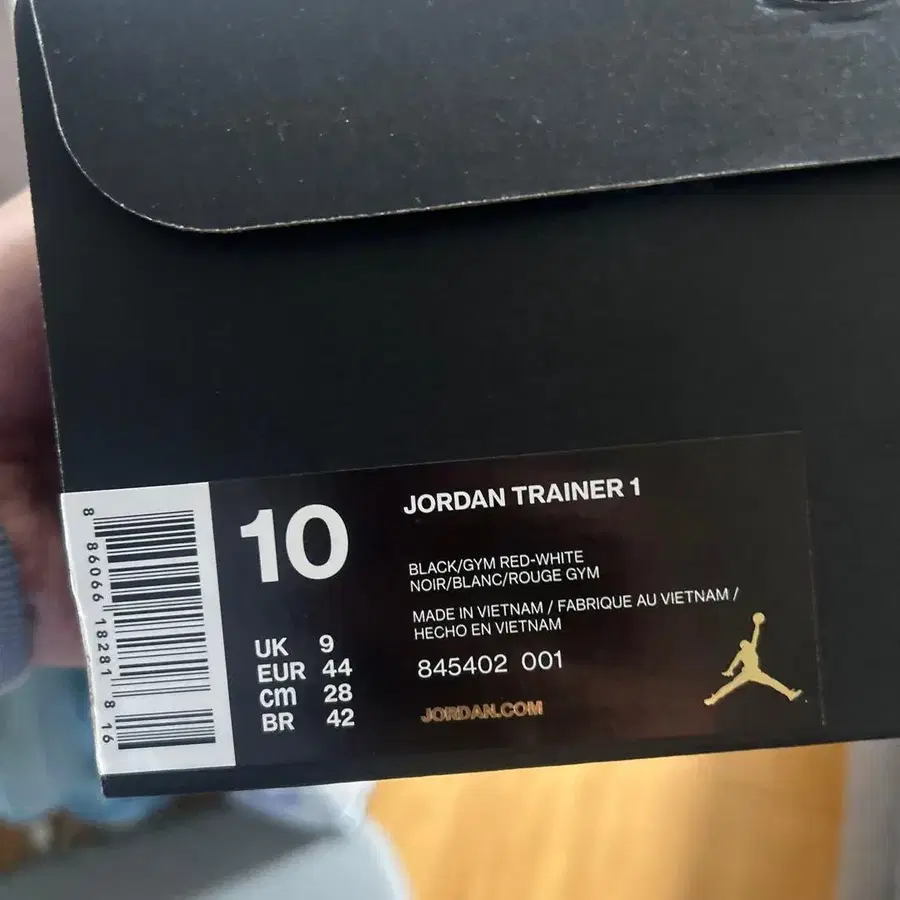 8 86066 18281 8 16
10
UK 9
EUR 44
cm 28
BR 42
JORDAN TRAINER 1
BLACK/GYM RED-WHITE
NOIR/BLANC/ROUGE GYM
MADE IN VIETNAM / FABRIQUE AU VIETNAM /
HECHO EN VIETNAM
845402 001
JORDAN.COM